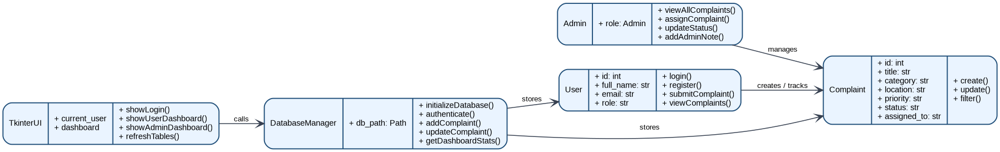 TkinterUI
+ current_user
+ dashboard
+ showLogin()
+ showUserDashboard()
+ showAdminDashboard()
+ refreshTables()
calls
DatabaseManager
+ db_path: Path
+ initializeDatabase()
+ authenticate()
+ addComplaint()
+ updateComplaint()
+ getDashboardStats()
stores
stores
Admin
+ role: Admin
+ viewAllComplaints()
+ assignComplaint()
+ updateStatus()
+ addAdminNote()
manages
User
+ id: int
+ full_name: str
+ email: str
+ role: str
+ login()
+ register()
+ submitComplaint()
+ viewComplaints()
creates / tracks
Complaint
+ id: int
+ title: str
+ category: str
+ location: str
+ priority: str
+ status: str
+ assigned_to: str
+ create()
+ update()
+ filter()